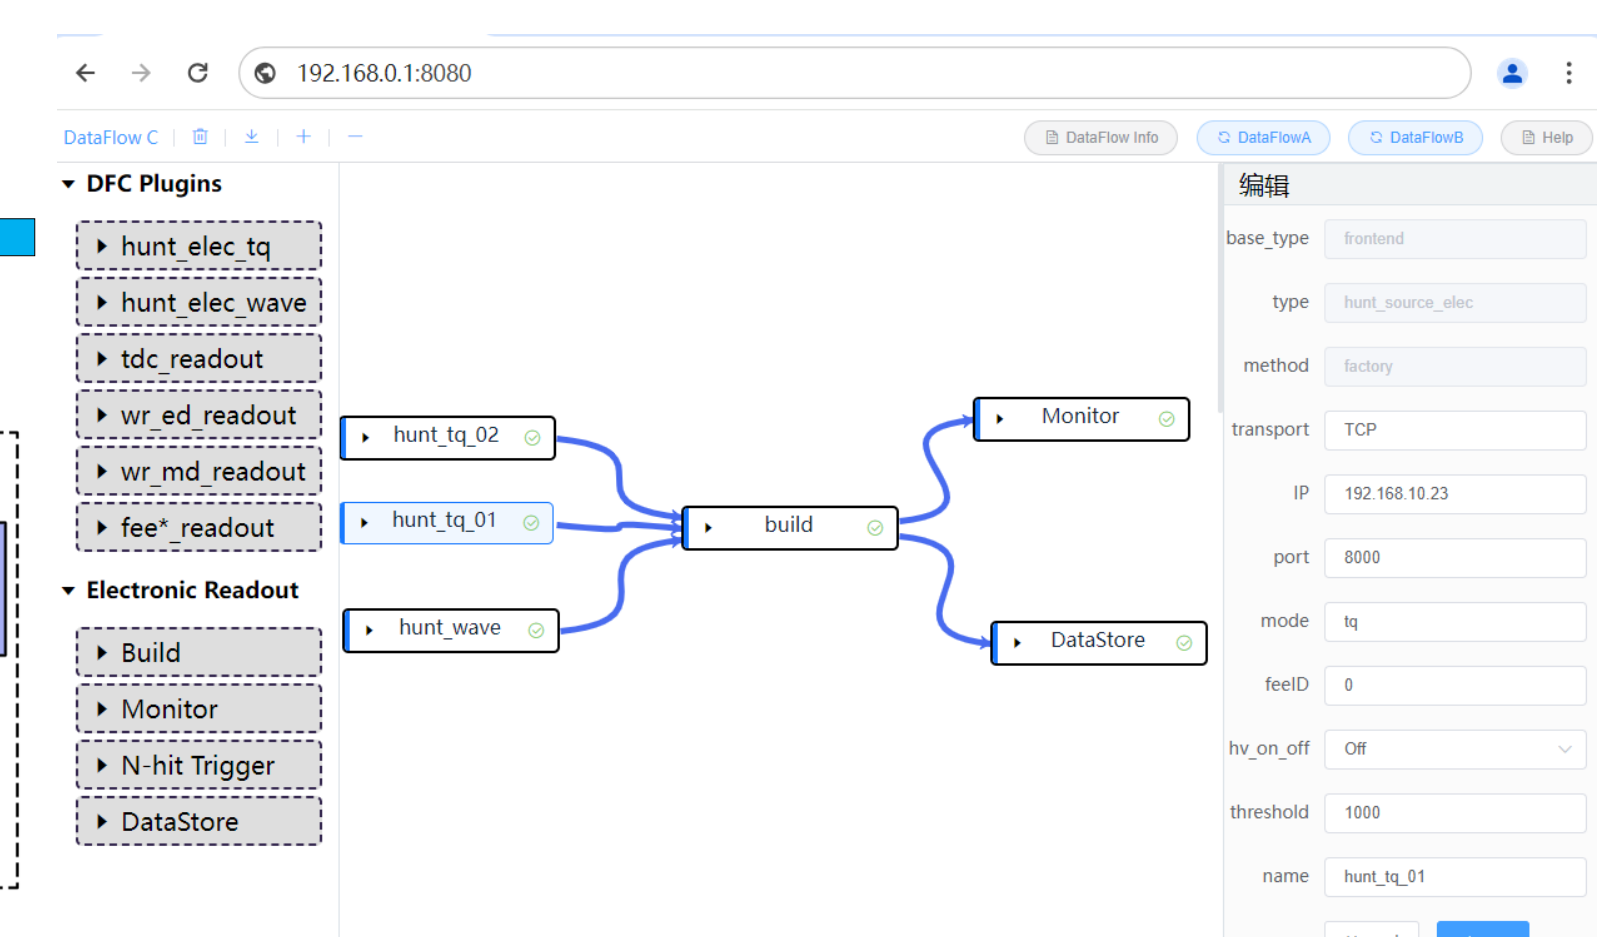 192.168.0.1:8080
DataFlow C
DataFlow Info
DataFlowA
DataFlowB
Help
DFC Plugins
hunt_elec_tq
hunt_elec_wave
tdc_readout
wr_ed_readout
wr_md_readout
fee*_readout
Electronic Readout
Build
Monitor
N-hit Trigger
DataStore
hunt_tq_02
hunt_tq_01
hunt_wave
build
Monitor
DataStore
编辑
base_type frontend
type hunt_source_elec
method factory
transport TCP
IP 192.168.10.23
port 8000
mode tq
feeID 0
hv_on_off Off
threshold 1000
name hunt_tq_01